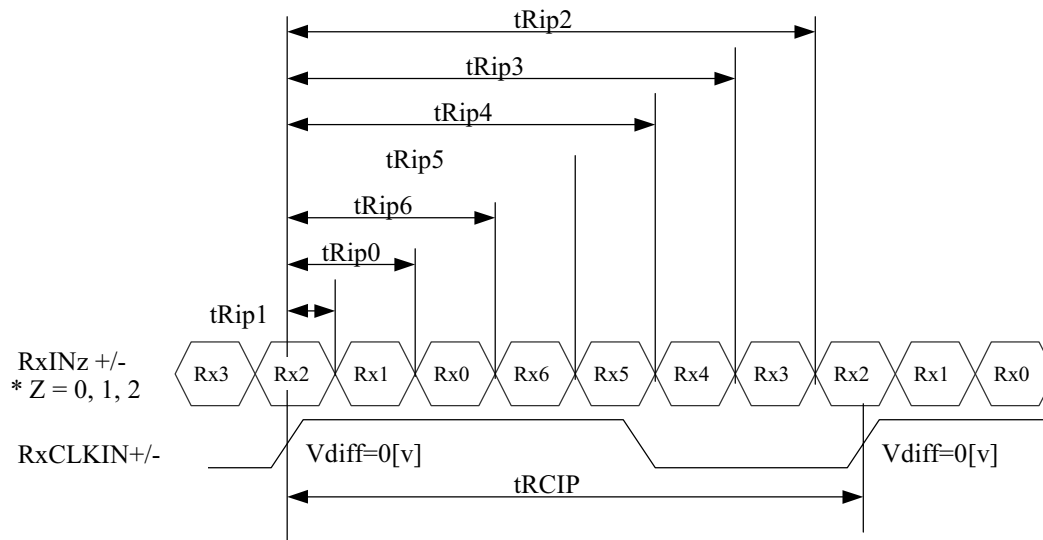 tRip2
tRip3
tRip4
tRip5
tRip6
tRip0
tRip1
RxINz +/-
* Z = 0, 1, 2
Rx3 Rx2 Rx1 Rx0 Rx6 Rx5 Rx4 Rx3 Rx2 Rx1 Rx0
RxCLKIN+/-
Vdiff=0[v] Vdiff=0[v]
tRCIP